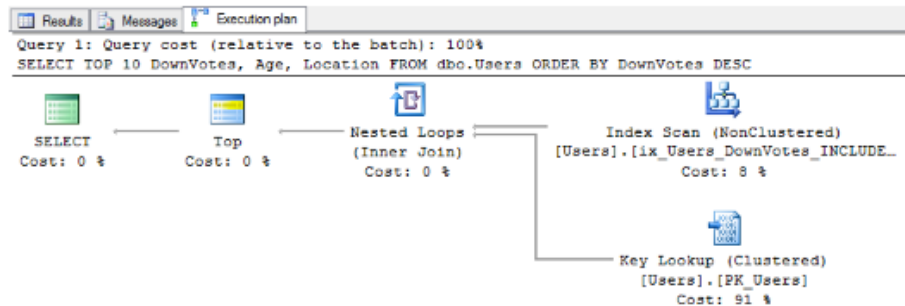 Results Messages Execution plan
Query 1: Query cost (relative to the batch): 100%
SELECT TOP 10 DownVotes, Age, Location FROM dbo.Users ORDER BY DownVotes DESC
SELECT
Cost: 0 %
Top
Cost: 0 %
Nested Loops
(Inner Join)
Cost: 0 %
Index Scan (NonClustered)
[Users].[ix_Users_DownVotes_INCLUDE…
Cost: 8 %
Key Lookup (Clustered)
[Users].[PK_Users]
Cost: 91 %